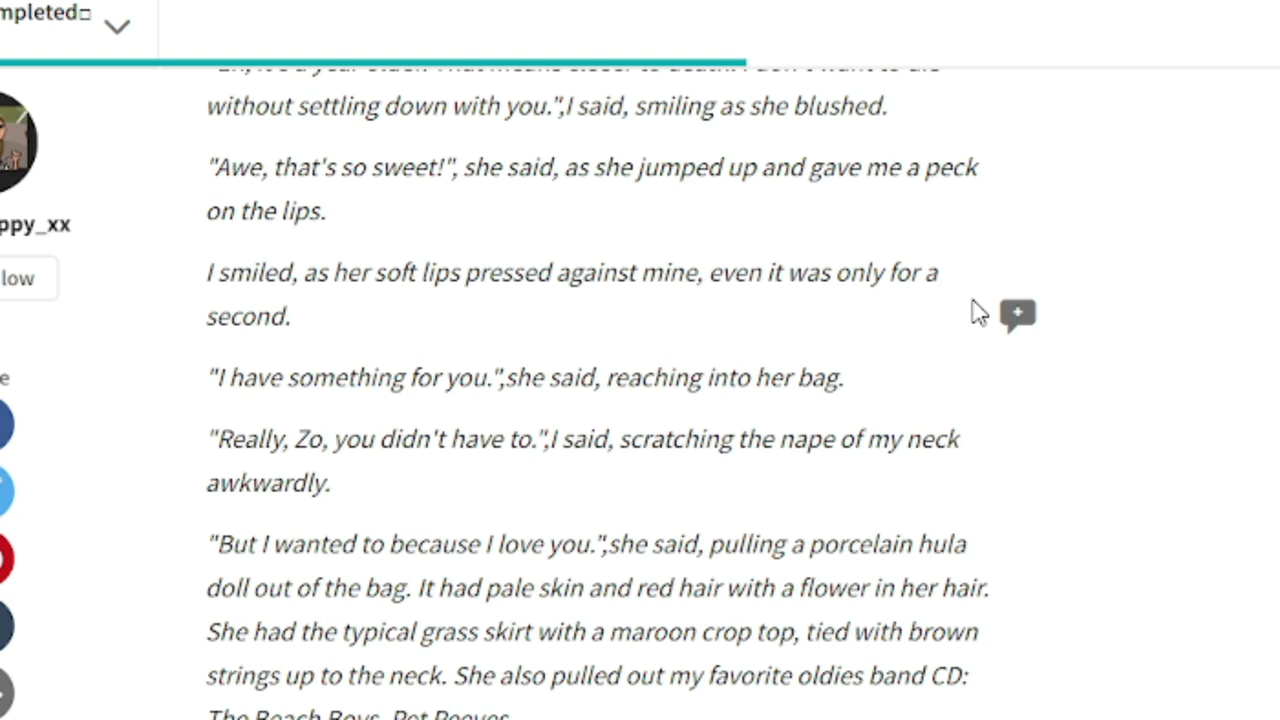 mpleted
without settling down with you.",I said, smiling as she blushed.
"Awe, that's so sweet!", she said, as she jumped up and gave me a peck
on the lips.
ppy_xx
I smiled, as her soft lips pressed against mine, even it was only for a
low
second.
e
"I have something for you.",she said, reaching into her bag.
"Really, Zo, you didn't have to.",I said, scratching the nape of my neck
awkwardly.
"But I wanted to because I love you.",she said, pulling a porcelain hula
doll out of the bag. It had pale skin and red hair with a flower in her hair.
She had the typical grass skirt with a maroon crop top, tied with brown
strings up to the neck. She also pulled out my favorite oldies band CD:
The Beach Boys, Pet Peeves